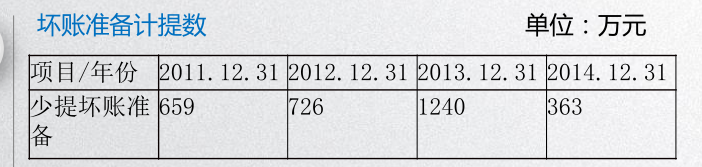 坏账准备计提数 单位：万元
项目/年份 2011.12.31 2012.12.31 2013.12.31 2014.12.31
少提坏账准 659 726 1240 363
备